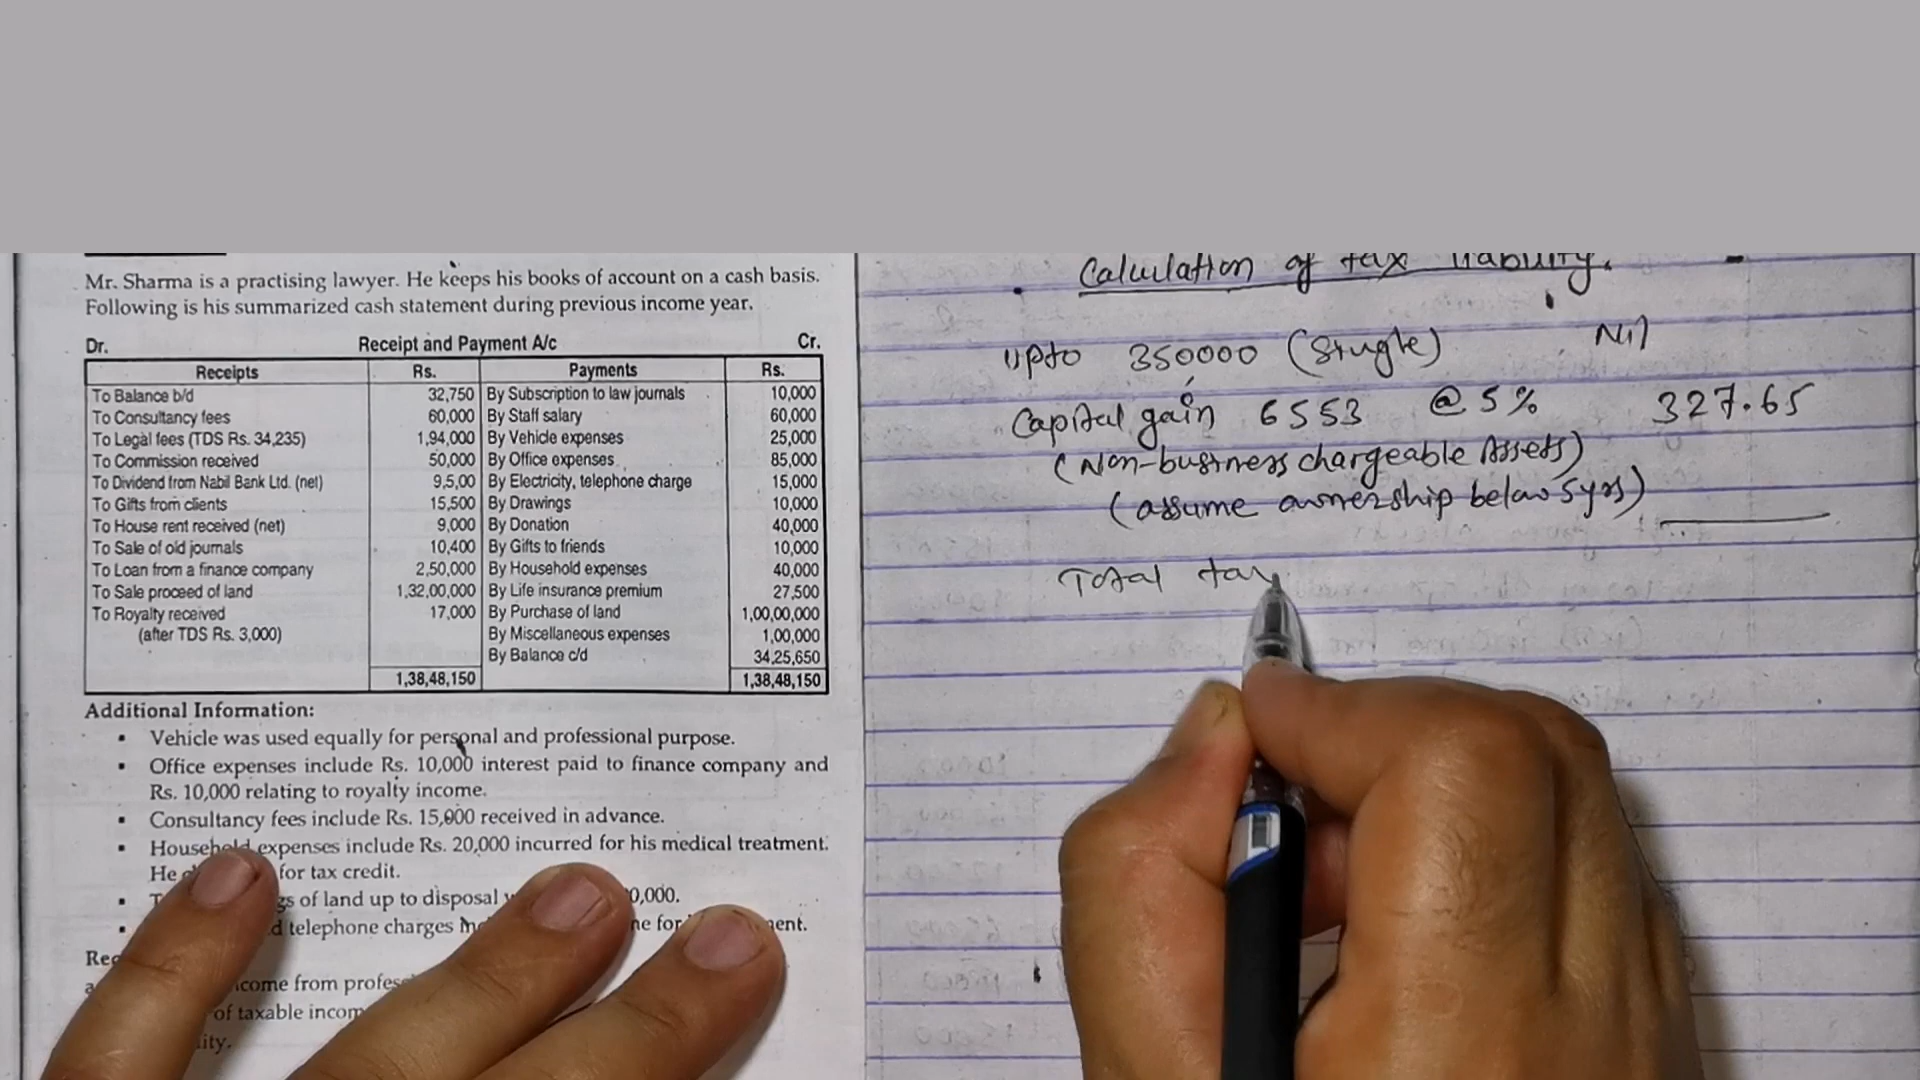 Mr. Sharma is a practising lawyer. He keeps his books of account on a cash basis.
Following is his summarized cash statement during previous income year.
Dr. Receipt and Payment A/c Cr.
Receipts Rs. Payments Rs.
To Balance b/d 32,750 By Subscription to law journals 10,000
To Consultancy fees 60,000 By Staff salary 60,000
To Legal fees (TDS Rs. 34,235) 1,94,000 By Vehicle expenses 25,000
To Commission received 50,000 By Office expenses 85,000
To Dividend from Nabil Bank Ltd. (net) 9,5,00 By Electricity, telephone charge 15,000
To Gifts from clients 15,500 By Drawings 10,000
To House rent received (net) 9,000 By Donation 40,000
To Sale of old journals 10,400 By Gifts to friends 10,000
To Loan from a finance company 2,50,000 By Household expenses 40,000
To Sale proceed of land 1,32,00,000 By Life insurance premium 27,500
To Royalty received 17,000 By Purchase of land 1,00,00,000
(after TDS Rs. 3,000) By Miscellaneous expenses 1,00,000
By Balance c/d 34,25,650
1,38,48,150 1,38,48,150
Additional Information:
• Vehicle was used equally for personal and professional purpose.
• Office expenses include Rs. 10,000 interest paid to finance company and
Rs. 10,000 relating to royalty income.
• Consultancy fees include Rs. 15,000 received in advance.
• Household expenses include Rs. 20,000 incurred for his medical treatment.
He for tax credit.
• of land up to disposal 0,000.
• telephone charges for
come from
of taxable
Calculation of tax liability.
upto 350000 (Single) Nil
Capital gain 6553 @ 5% 327.65
(Non-business chargeable Assets)
(assume ownership below 5yrs)
Total tax